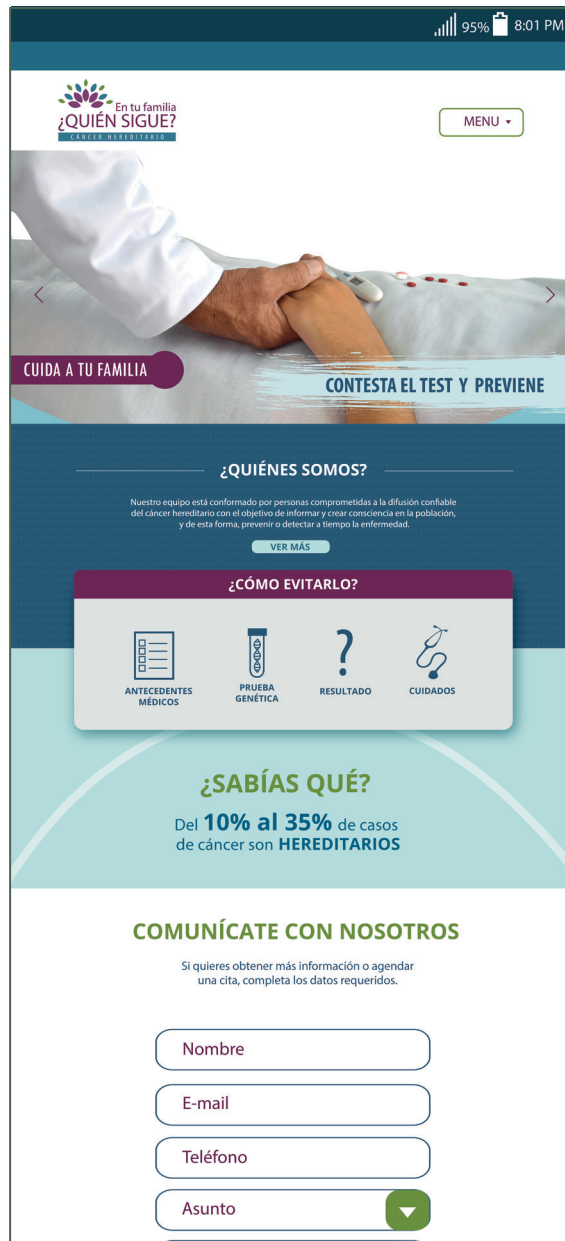 95% 8:01 PM
En tu familia
¿QUIÉN SIGUE?
CÁNCER HEREDITARIO
MENU
CUIDA A TU FAMILIA
CONTESTA EL TEST Y PREVIENE
¿QUIÉNES SOMOS?
Nuestro equipo está conformado por personas comprometidas a la difusión confiable
del cáncer hereditario con el objetivo de informar y crear consciencia en la población,
y de esta forma, prevenir o detectar a tiempo la enfermedad.
VER MÁS
¿CÓMO EVITARLO?
ANTECEDENTES
MÉDICOS
PRUEBA
GENÉTICA
RESULTADO
CUIDADOS
¿SABÍAS QUÉ?
Del 10% al 35% de casos
de cáncer son HEREDITARIOS
COMUNÍCATE CON NOSOTROS
Si quieres obtener más información o agendar
una cita, completa los datos requeridos.
Nombre
E-mail
Teléfono
Asunto